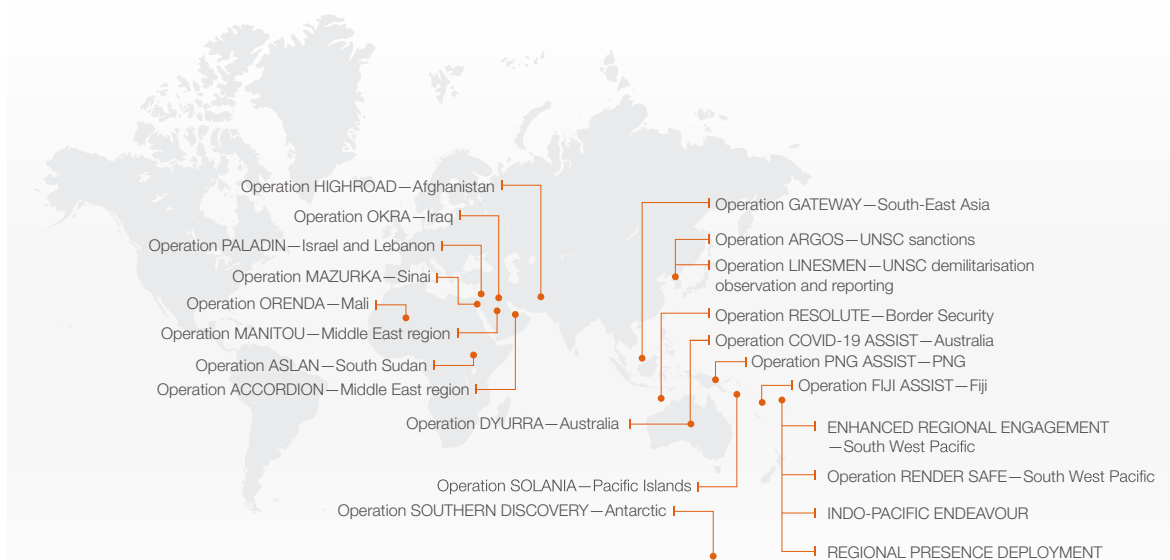 Operation HIGHROAD—Afghanistan
Operation OKRA—Iraq
Operation PALADIN—Israel and Lebanon
Operation MAZURKA—Sinai
Operation ORENDA—Mali
Operation MANITOU—Middle East region
Operation ASLAN—South Sudan
Operation ACCORDION—Middle East region
Operation DYURRA—Australia
Operation SOLANIA—Pacific Islands
Operation SOUTHERN DISCOVERY—Antarctic
Operation GATEWAY—South-East Asia
Operation ARGOS—UNSC sanctions
Operation LINESMEN—UNSC demilitarisation
observation and reporting
Operation RESOLUTE—Border Security
Operation COVID-19 ASSIST—Australia
Operation PNG ASSIST—PNG
Operation FIJI ASSIST—Fiji
ENHANCED REGIONAL ENGAGEMENT
—South West Pacific
Operation RENDER SAFE—South West Pacific
INDO-PACIFIC ENDEAVOUR
REGIONAL PRESENCE DEPLOYMENT